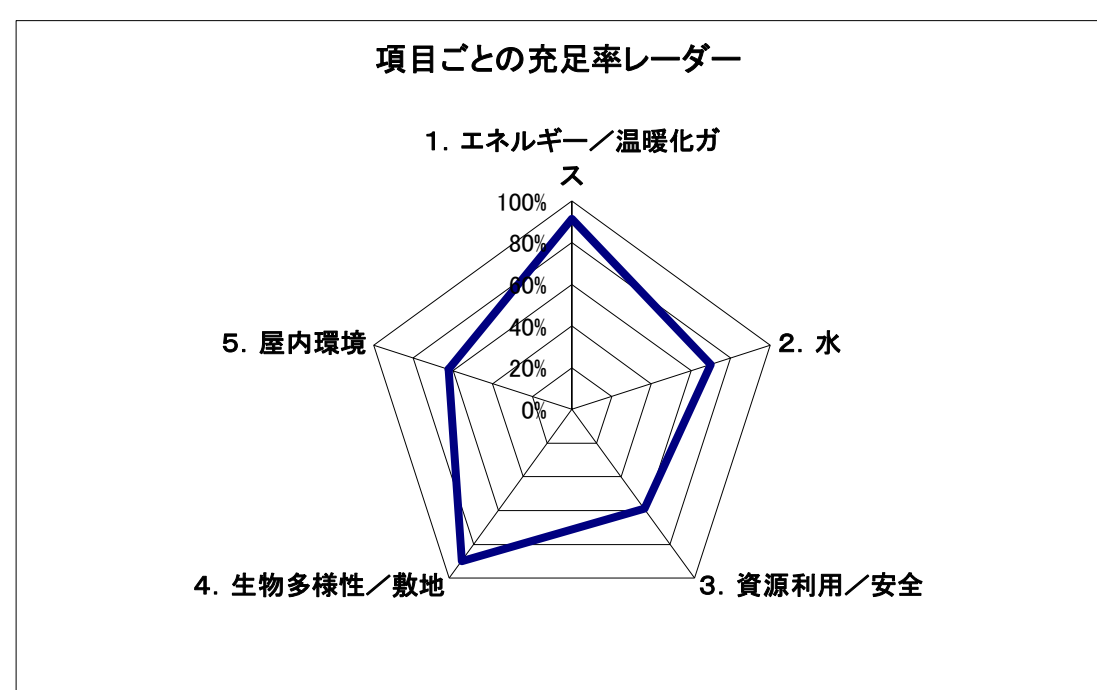 項目ごとの充足率レーダー
１．エネルギー／温暖化ガ
ス
100%
80%
60%
40%
20%
0%
２．水
３．資源利用／安全
４．生物多様性／敷地
５．屋内環境